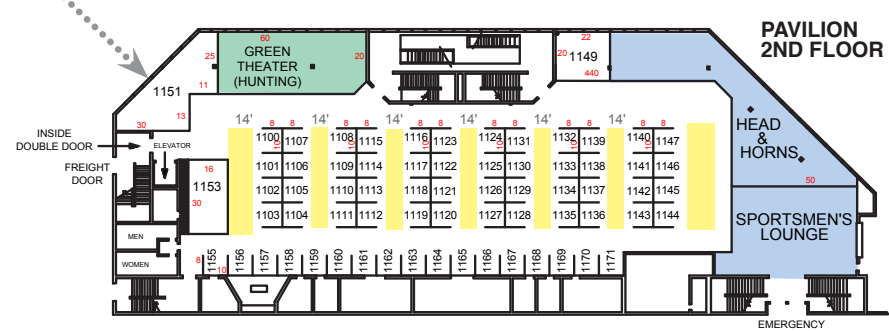 PAVILION
2ND FLOOR
60
22
25
GREEN
THEATER
(HUNTING)
20
20
1149
440
1151
11
13
30
HEAD
&
HORNS
50
SPORTSMEN'S
LOUNGE
INSIDE
DOUBLE DOOR
ELEVATOR
FREIGHT
DOOR
16
1153
30
MEN
WOMEN
14' 14' 14' 14' 14' 14'
8 8 8 8 8 8 8 8 8 8 8 8
1100 1107 1108 1115 1116 1123 1124 1131 1132 1139 1140 1147
10 10 10 10 10 10
1101 1106 1109 1114 1117 1122 1125 1130 1133 1138 1141 1146
1102 1105 1110 1113 1118 1121 1126 1129 1134 1137 1142 1145
1103 1104 1111 1112 1119 1120 1127 1128 1135 1136 1143 1144
8
10
1155 1156 1157 1158 1159 1160 1161 1162 1163 1164 1165 1166 1167 1168 1169 1170 1171
EMERGENCY